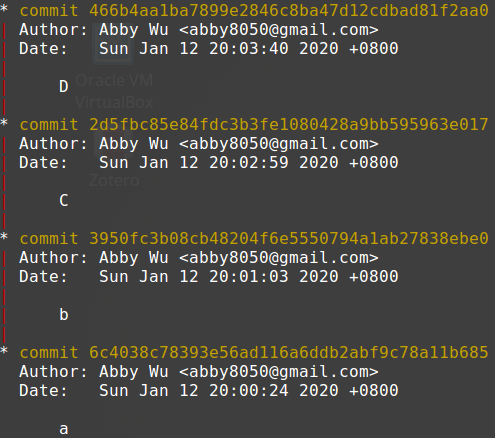 * commit 466b4aa1ba7899e2846c8ba47d12cdbad81f2aa0
Author: Abby Wu <abby8050@gmail.com>
Date: Sun Jan 12 20:03:40 2020 +0800
Oracle VM
D
VirtualBox
* commit 2d5fbc85e84fdc3b3fe1080428a9bb595963e017
Author: Abby Wu <abby8050@gmail.com>
Date: Sun Jan 12 20:02:59 2020 +0800
Zotero
C
* commit 3950fc3b08cb48204f6e5550794a1ab27838ebe0
Author: Abby Wu <abby8050@gmail.com>
Date: Sun Jan 12 20:01:03 2020 +0800
b
* commit 6c4038c78393e56ad116a6ddb2abf9c78a11b685
Author: Abby Wu <abby8050@gmail.com>
Date: Sun Jan 12 20:00:24 2020 +0800
a